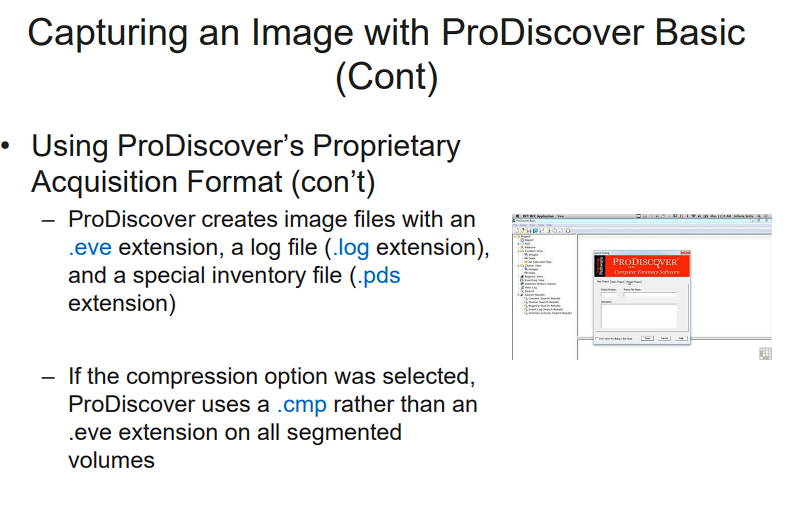 Capturing an Image with ProDiscover Basic
(Cont)
• Using ProDiscover’s Proprietary
Acquisition Format (con’t)
– ProDiscover creates image files with an
.eve extension, a log file (.log extension),
and a special inventory file (.pds
extension)
– If the compression option was selected,
ProDiscover uses a .cmp rather than an
.eve extension on all segmented
volumes
PRODISCOVER
Computer Forensics Software